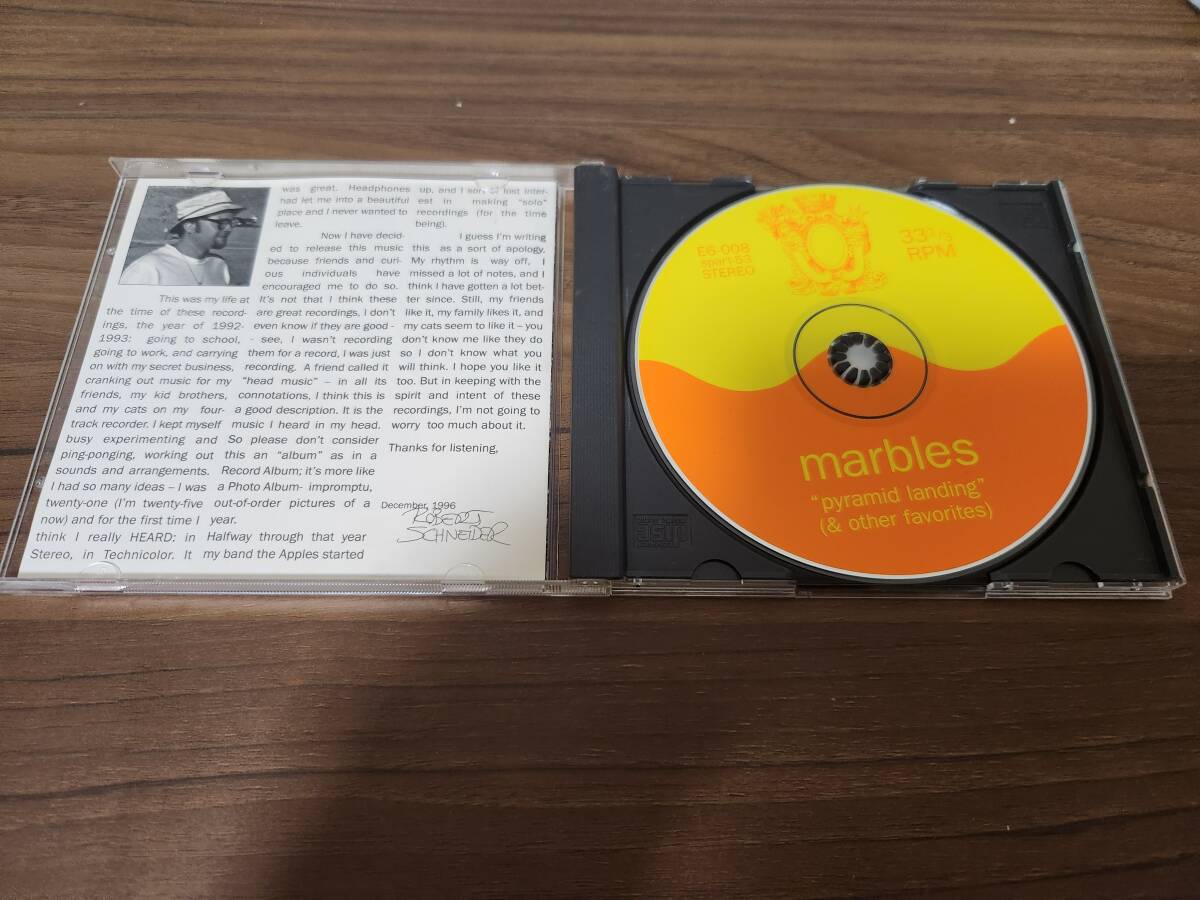 This was my life at
the time of these record-
ings, the year of 1992-
1993: going to school,
going to work, and carrying
on with my secret business,
cranking out music for my
friends, my kid brothers,
and my cats on my four-
track recorder. I kept myself
busy experimenting and
ping-ponging, working out
sounds and arrangements.
I had so many ideas – I was
twenty-one (I'm twenty-five
now) and for the first time I
think I really HEARD: in
Stereo, in Technicolor. It
was great. Headphones
had let me into a beautiful
place and I never wanted to
leave.
Now I have decid-
ed to release this music
because friends and curi-
ous individuals have
encouraged me to do so.
It's not that I think these
are great recordings, I don't
even know if they are good -
- see, I wasn't recording
them for a record, I was just
recording. A friend called it
"head music" – in all its
connotations, I think this is
a good description. It is the
music I heard in my head.
So please don't consider
this an "album" as in a
Record Album; it's more like
a Photo Album- impromptu,
out-of-order pictures of a
year.
Halfway through that year
my band the Apples started
up, and I sort of lost inter-
est in making "solo"
recordings (for the time
being).
I guess I'm writing
this as a sort of apology.
My rhythm is way off, I
missed a lot of notes, and I
think I have gotten a lot bet-
ter since. Still, my friends
like it, my family likes it, and
my cats seem to like it – you
don't know me like they do
so I don't know what you
will think. I hope you like it
too. But in keeping with the
spirit and intent of these
recordings, I'm not going to
worry too much about it.
Thanks for listening,
December, 1996
ROBERT
SCHNEIDER
E6-008
spart-53
STEREO
33 1/3
RPM
marbles
"pyramid landing"
(& other favorites)
COMPACT
disc